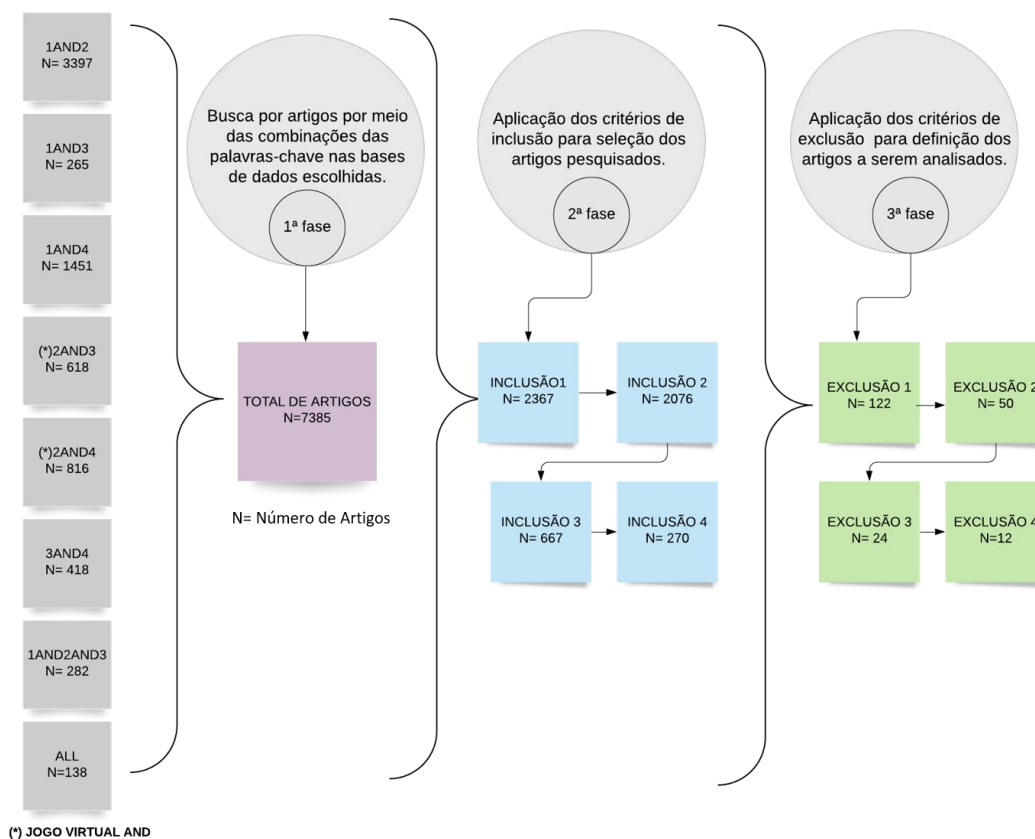 1AND2
N= 3397
1AND3
N= 265
1AND4
N= 1451
(*)2AND3
N= 618
(*)2AND4
N= 816
3AND4
N= 418
1AND2AND3
N= 282
ALL
N=138
(*) JOGO VIRTUAL AND
Busca por artigos por meio
das combinações das
palavras-chave nas bases
de dados escolhidas.
1ª fase
TOTAL DE ARTIGOS
N=7385
N= Número de Artigos
Aplicação dos critérios de
inclusão para seleção dos
artigos pesquisados.
2ª fase
INCLUSÃO1
N= 2367
INCLUSÃO 2
N= 2076
INCLUSÃO 3
N= 667
INCLUSÃO 4
N= 270
Aplicação dos critérios de
exclusão para definição dos
artigos a serem analisados.
3ª fase
EXCLUSÃO 1
N= 122
EXCLUSÃO 2
N= 50
EXCLUSÃO 3
N= 24
EXCLUSÃO 4
N=12